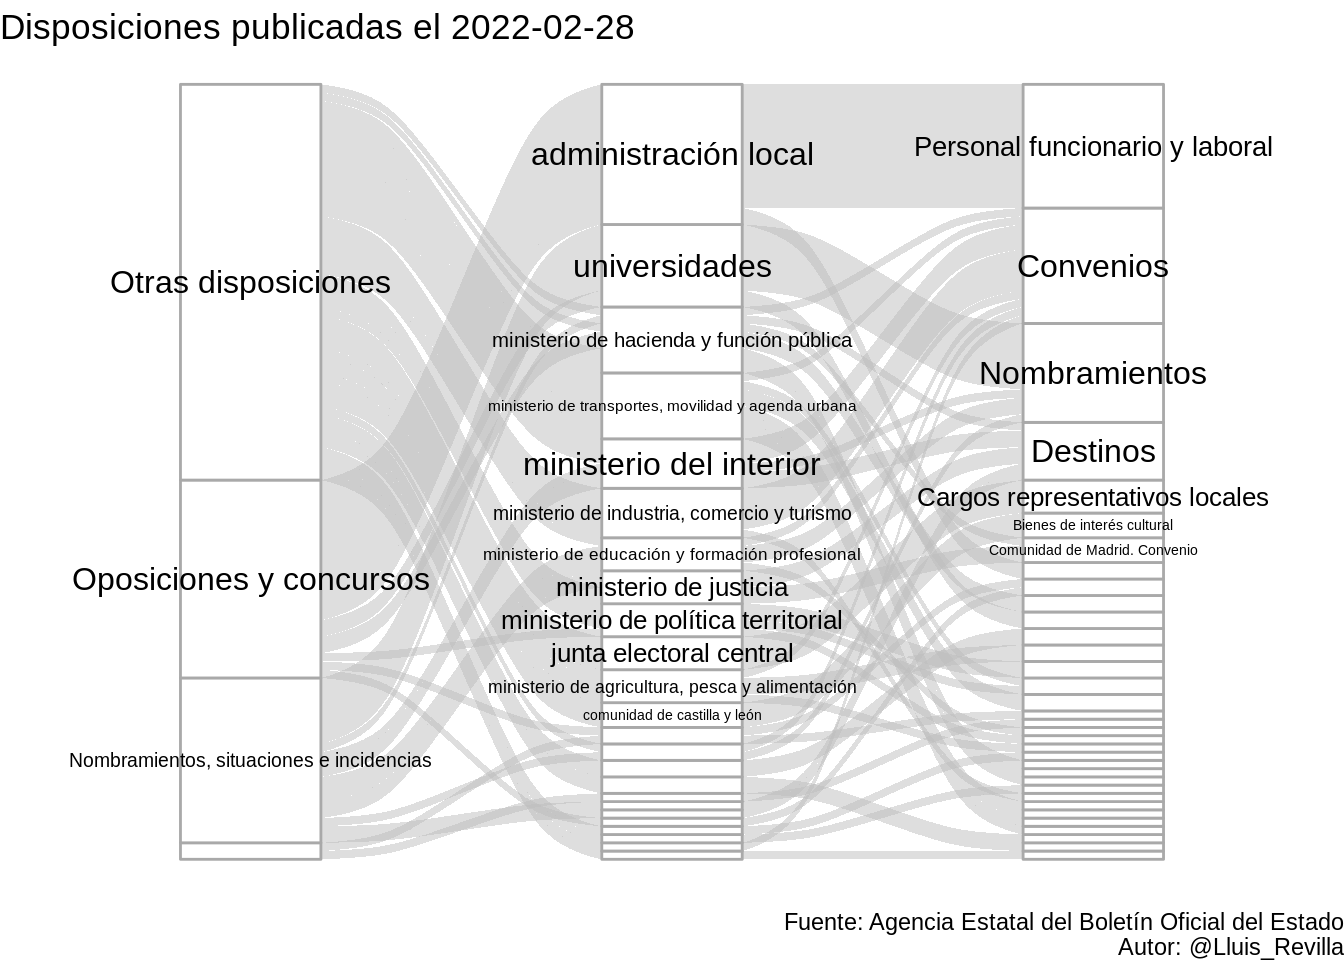 Disposiciones publicadas el 2022-02-28
Otras disposiciones
Oposiciones y concursos
Nombramientos, situaciones e incidencias
administración local
universidades
ministerio de hacienda y función pública
ministerio de transportes, movilidad y agenda urbana
ministerio del interior
ministerio de industria, comercio y turismo
ministerio de educación y formación profesional
ministerio de justicia
ministerio de política territorial
junta electoral central
ministerio de agricultura, pesca y alimentación
comunidad de castilla y león
Personal funcionario y laboral
Convenios
Nombramientos
Destinos
Cargos representativos locales
Bienes de interés cultural
Comunidad de Madrid. Convenio
Fuente: Agencia Estatal del Boletín Oficial del Estado
Autor: @Lluis_Revilla